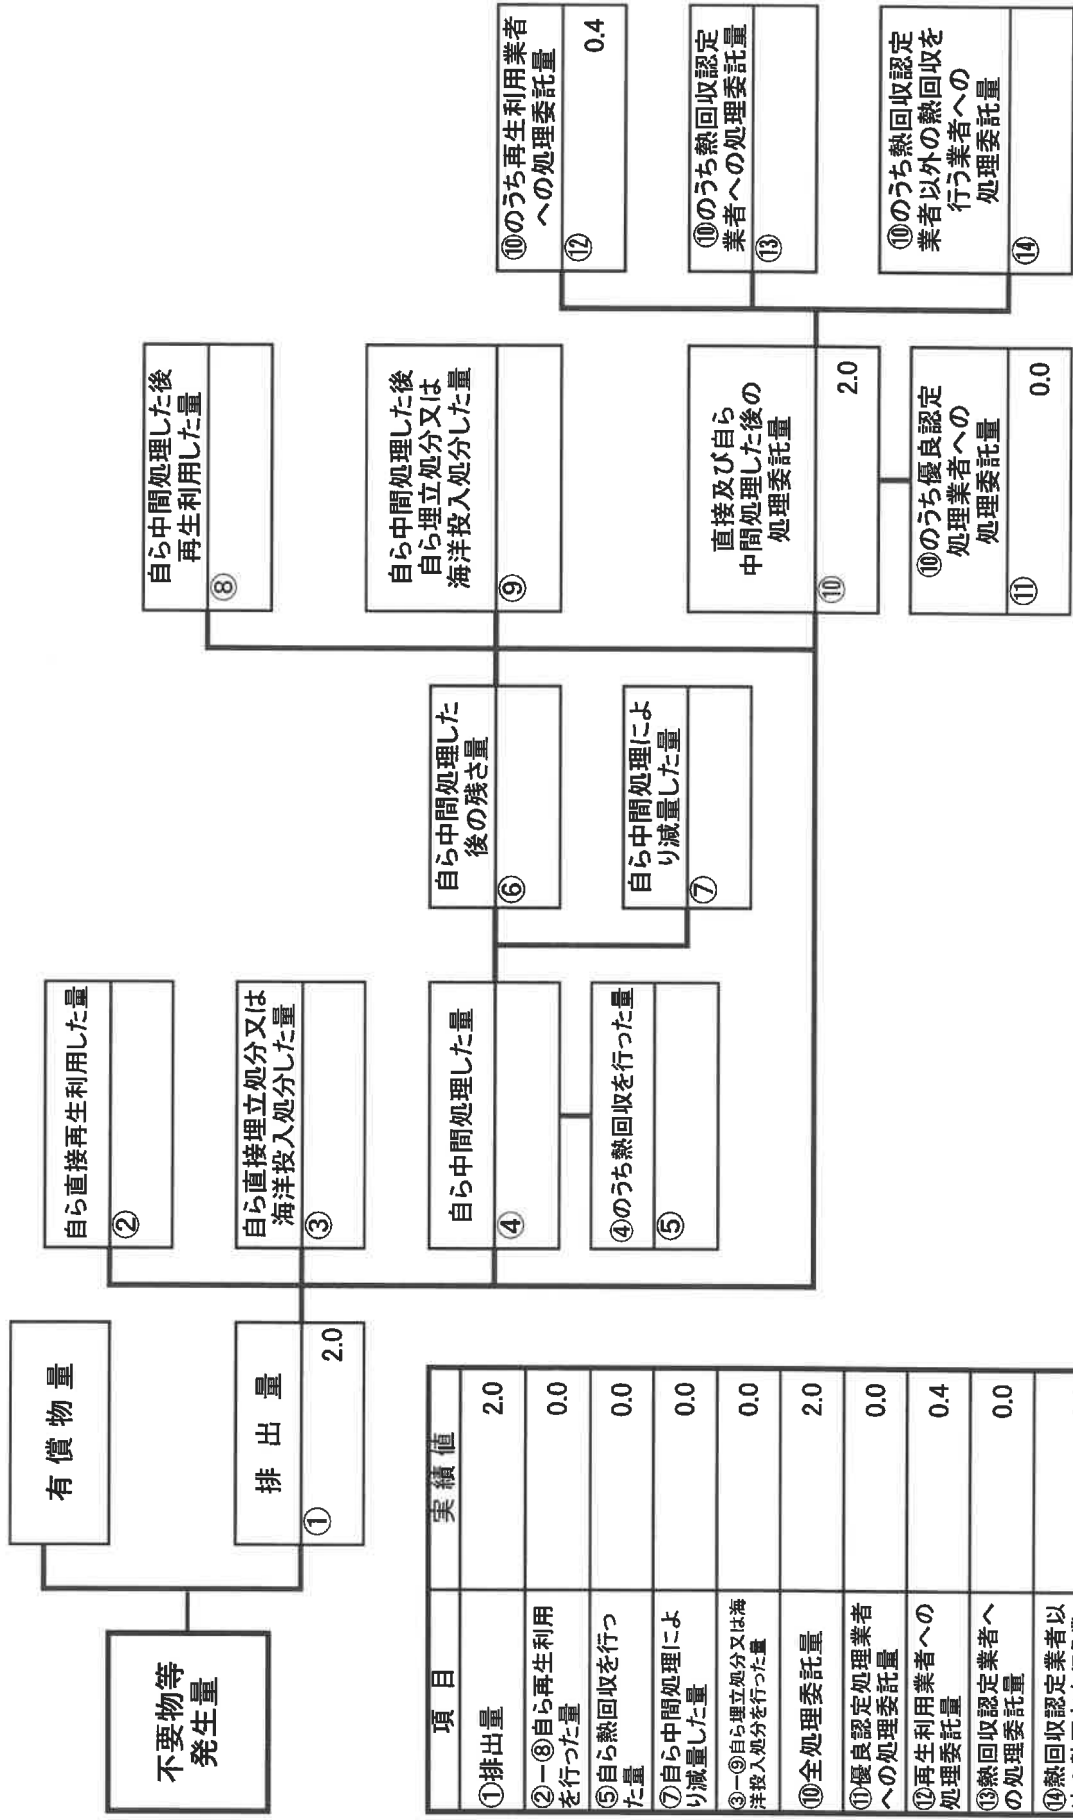 不要物等
発生量
有 償 物 量
排 出 量
①
2.0
自ら直接再生利用した量
②
自ら直接埋立処分又は
海洋投入処分した量
③
自ら中間処理した量
④
④のうち熱回収を行った量
⑤
自ら中間処理した
後の残さ量
⑥
自ら中間処理によ
り減量した量
⑦
自ら中間処理した後
再生利用した量
⑧
自ら中間処理した後
自ら埋立処分又は
海洋投入処分した量
⑨
直接及び自ら
中間処理した後の
処理委託量
⑩
2.0
⑩のうち優良認定
処理業者への
処理委託量
⑪
0.0
⑩のうち再生利用業者
への処理委託量
⑫
0.4
⑩のうち熱回収認定
業者への処理委託量
⑬
⑩のうち熱回収認定
業者以外の熱回収を
行う業者への
処理委託量
⑭
項 目
実 績 値
①排出量
2.0
②ー⑧自ら再生利用
を行った量
0.0
⑤自ら熱回収を行っ
た量
0.0
⑦自ら中間処理によ
り減量した量
0.0
③ー⑨自ら埋立処分又は海
洋投入処分を行った量
0.0
⑩全処理委託量
2.0
⑪優良認定処理業者
への処理委託量
0.0
⑫再生利用業者への
処理委託量
0.4
⑬熱回収認定業者へ
の処理委託量
0.0
⑭熱回収認定業者以